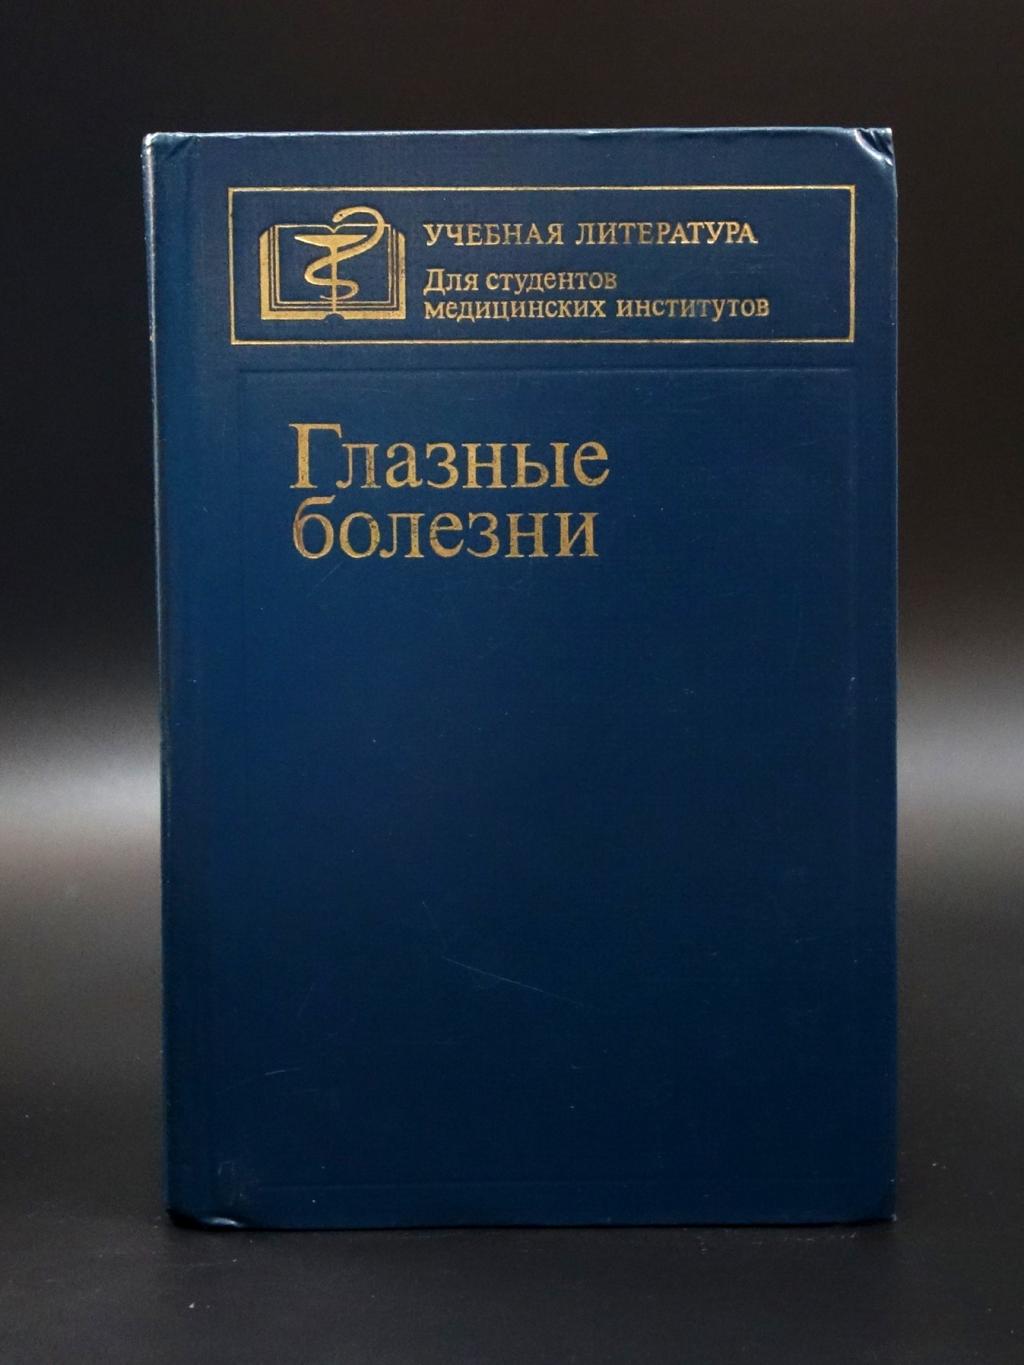 УЧЕБНАЯ ЛИТЕРАТУРА
Для студентов
медицинских институтов
Глазные
болезни